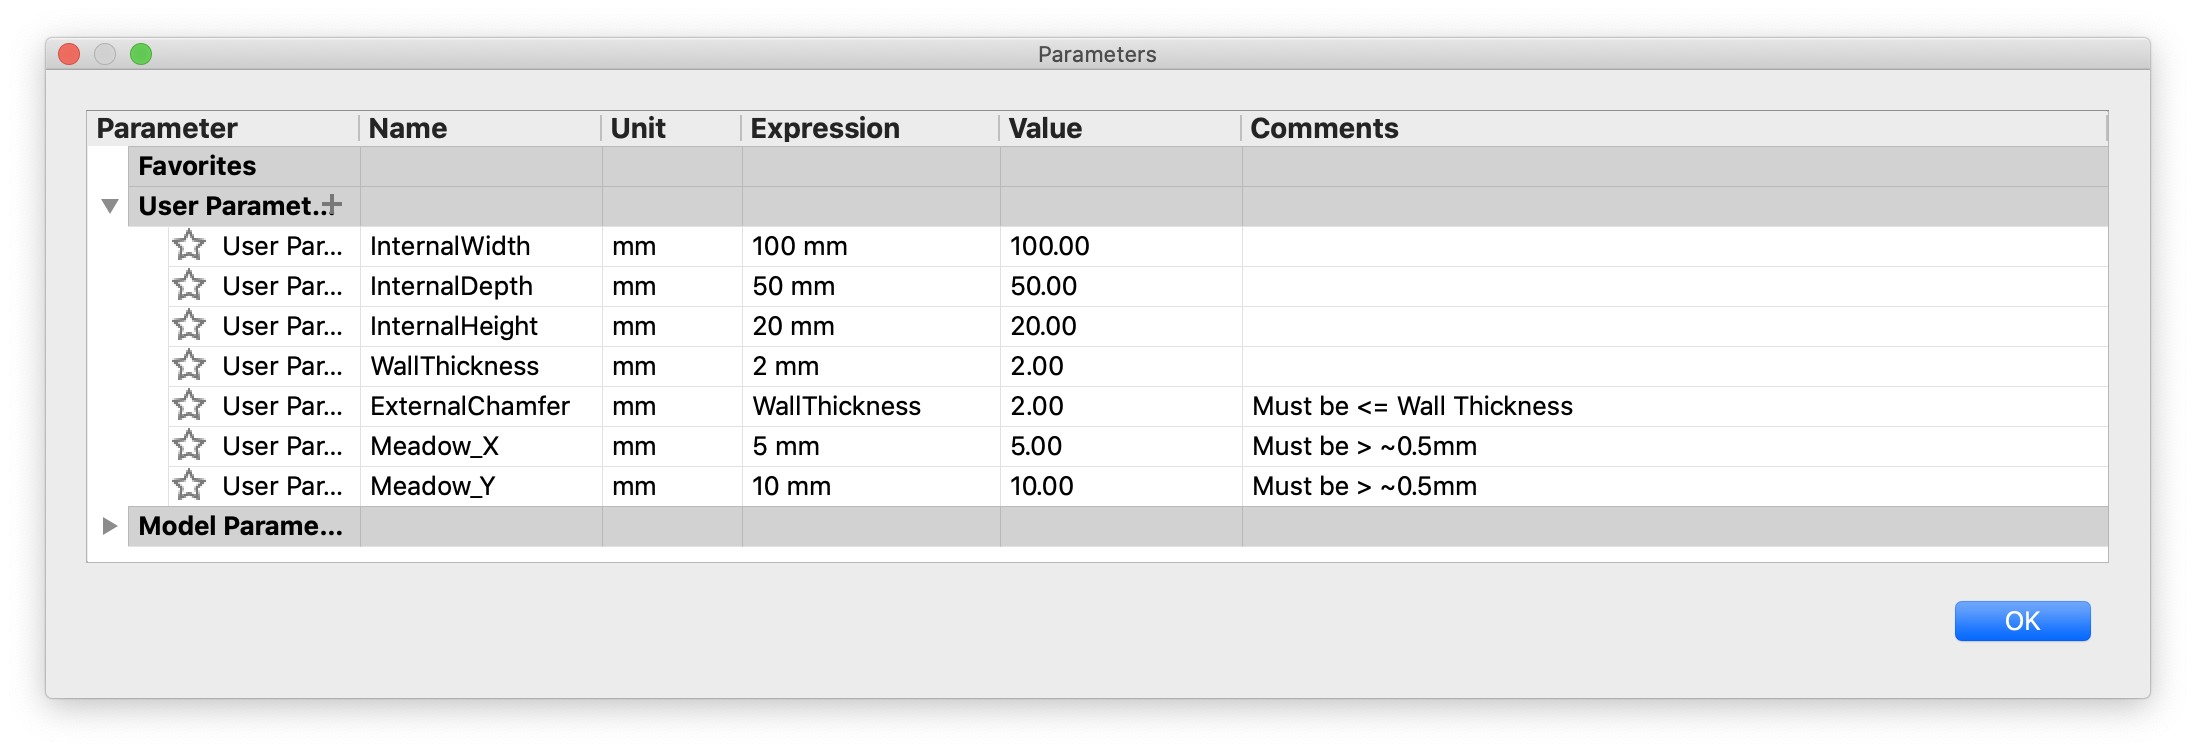 Parameters
Parameter Name Unit Expression Value Comments
Favorites
User Paramet...
User Par... InternalWidth mm 100 mm 100.00
User Par... InternalDepth mm 50 mm 50.00
User Par... InternalHeight mm 20 mm 20.00
User Par... WallThickness mm 2 mm 2.00
User Par... ExternalChamfer mm WallThickness 2.00 Must be <= Wall Thickness
User Par... Meadow_X mm 5 mm 5.00 Must be > ~0.5mm
User Par... Meadow_Y mm 10 mm 10.00 Must be > ~0.5mm
Model Parame...
OK